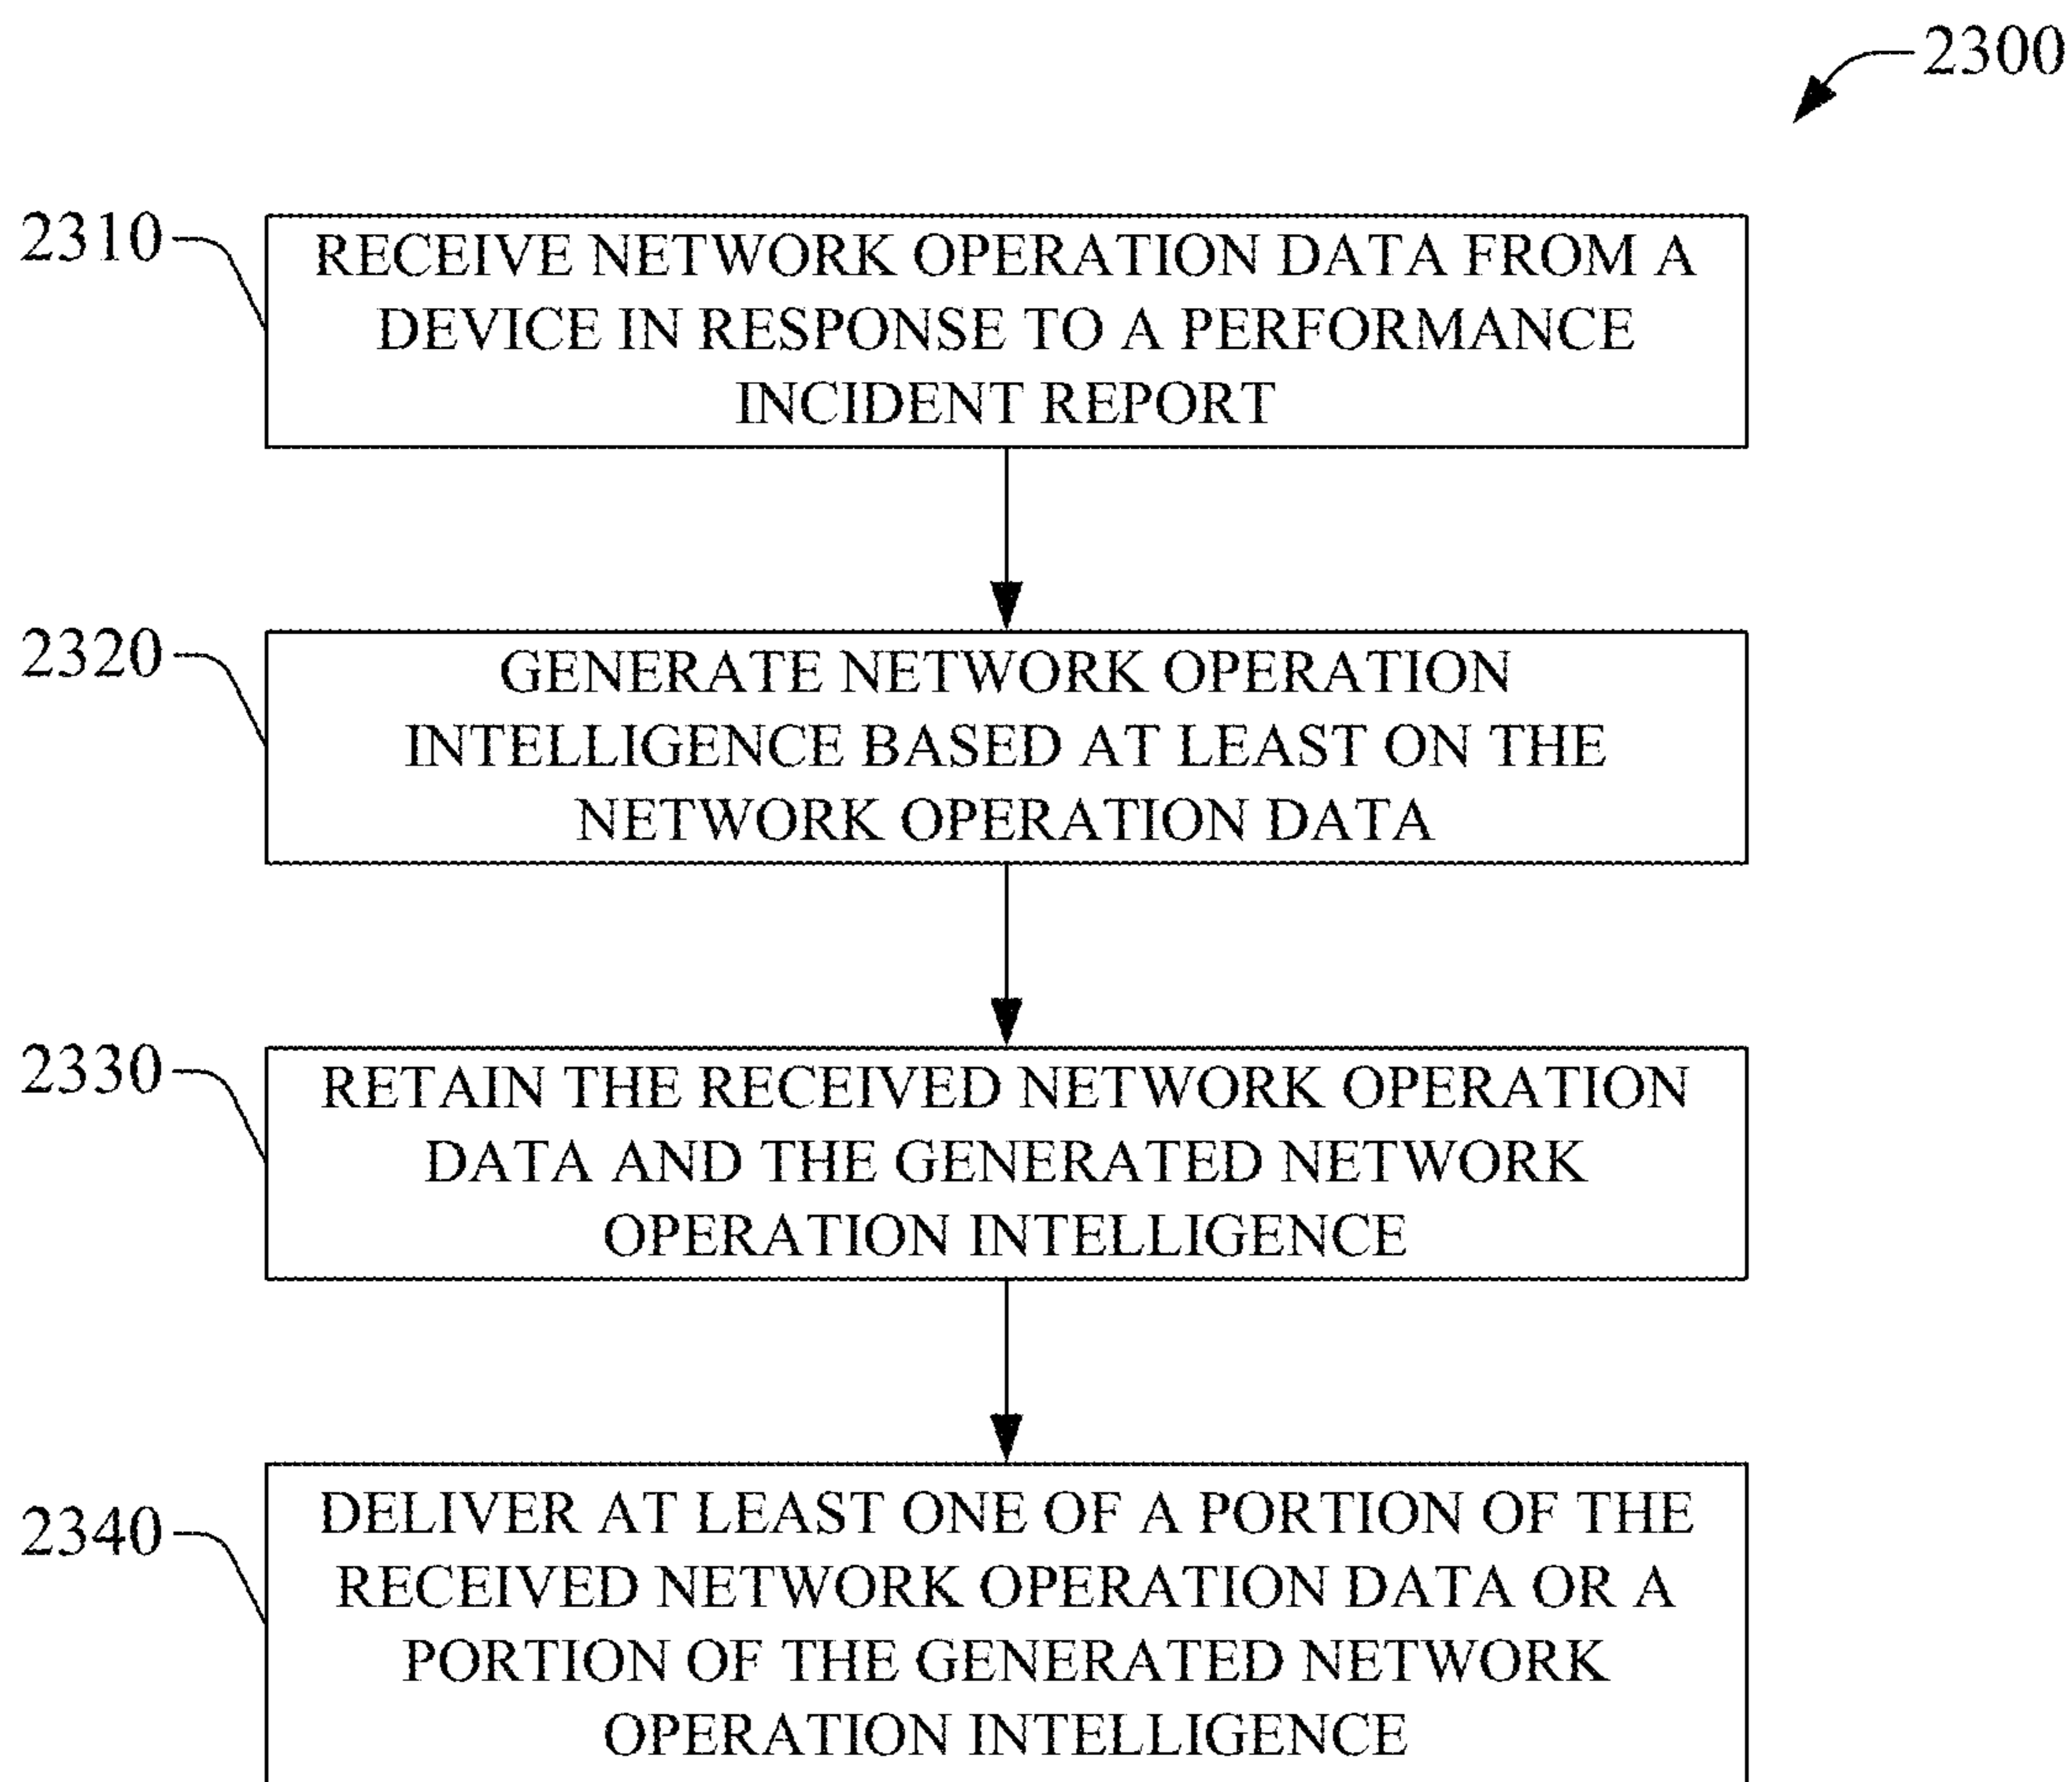 2300
2310
RECEIVE NETWORK OPERATION DATA FROM A
DEVICE IN RESPONSE TO A PERFORMANCE
INCIDENT REPORT
2320
GENERATE NETWORK OPERATION
INTELLIGENCE BASED AT LEAST ON THE
NETWORK OPERATION DATA
2330
RETAIN THE RECEIVED NETWORK OPERATION
DATA AND THE GENERATED NETWORK
OPERATION INTELLIGENCE
2340
DELIVER AT LEAST ONE OF A PORTION OF THE
RECEIVED NETWORK OPERATION DATA OR A
PORTION OF THE GENERATED NETWORK
OPERATION INTELLIGENCE